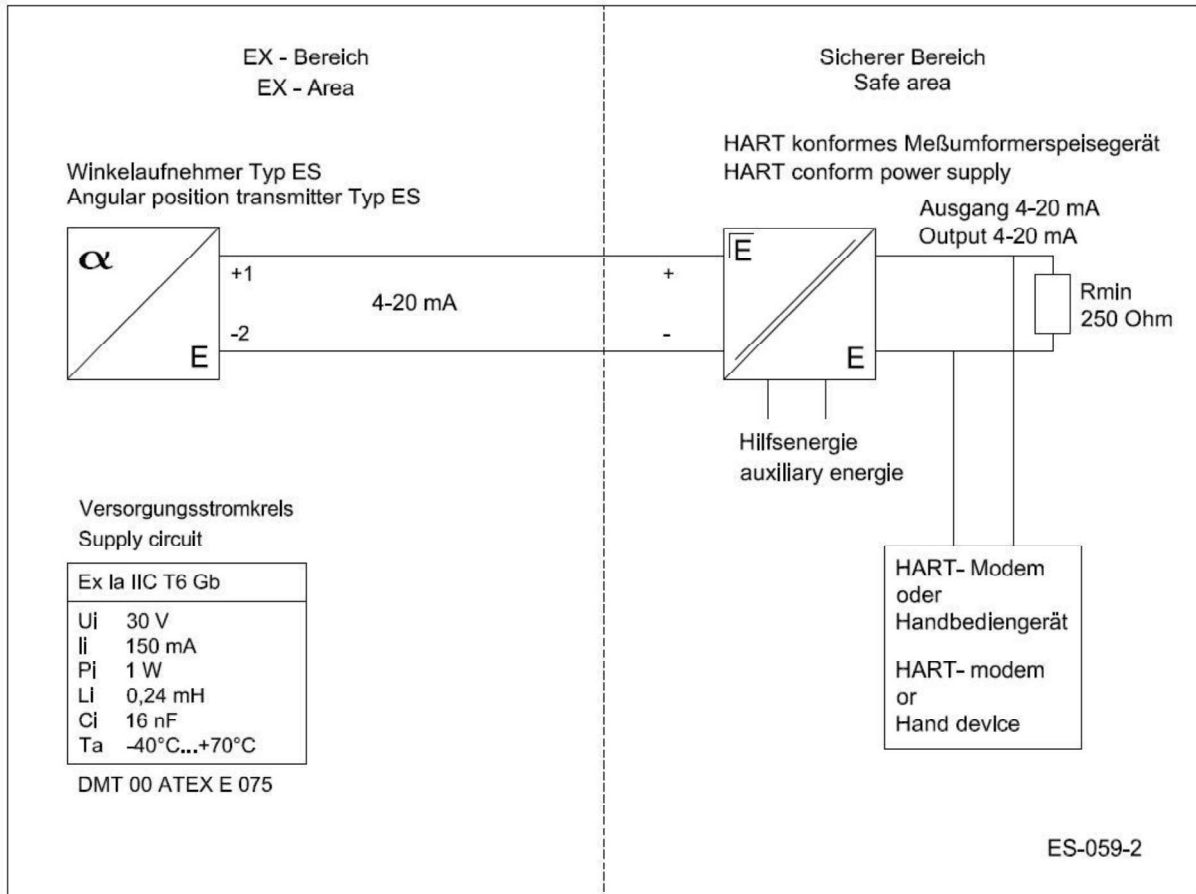 EX - Bereich
EX - Area
Sicherer Bereich
Safe area
Winkelaufnehmer Typ ES
Angular position transmitter Typ ES
HART konformes Meßumformerspeisegerät
HART conform power supply
Ausgang 4-20 mA
Output 4-20 mA
α
E
+1
-2
4-20 mA
+
-
E
E
Rmin
250 Ohm
Hilfsenergie
auxiliary energie
Versorgungsstromkreis
Supply circuit
Ex ia IIC T6 Gb
Ui 30 V
Ii 150 mA
Pi 1 W
Li 0,24 mH
Ci 16 nF
Ta -40°C...+70°C
DMT 00 ATEX E 075
HART- Modem
oder
Handbediengerät
HART- modem
or
Hand device
ES-059-2